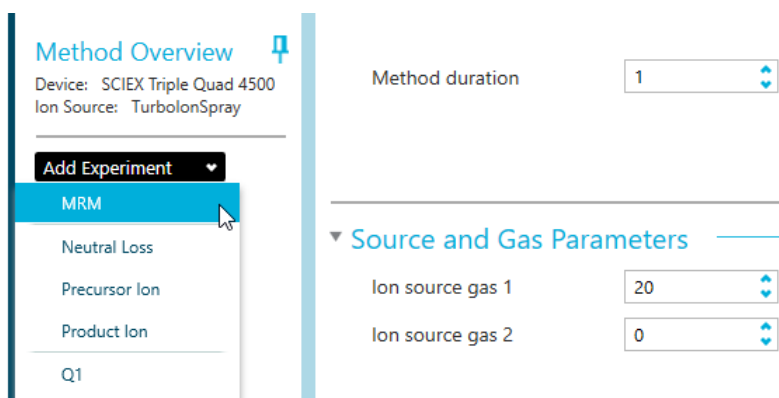 Method Overview
Device: SCIEX Triple Quad 4500
Ion Source: TurbolonSpray
Add Experiment
MRM
Neutral Loss
Precursor Ion
Product Ion
Q1
Method duration 1
Source and Gas Parameters
Ion source gas 1 20
Ion source gas 2 0